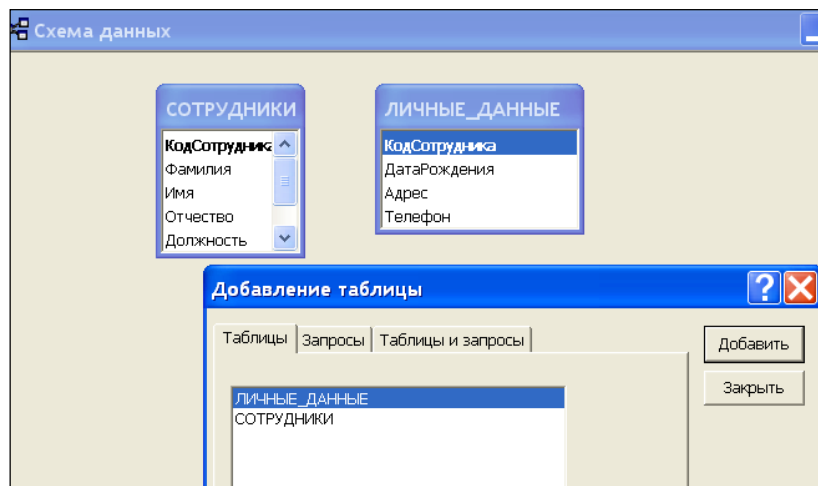 Схема данных
СОТРУДНИКИ
КодСотрудника
Фамилия
Имя
Отчество
Должность
ЛИЧНЫЕ_ДАННЫЕ
КодСотрудника
ДатаРождения
Адрес
Телефон
Добавление таблицы
Таблицы Запросы Таблицы и запросы
Добавить
Закрыть
ЛИЧНЫЕ_ДАННЫЕ
СОТРУДНИКИ